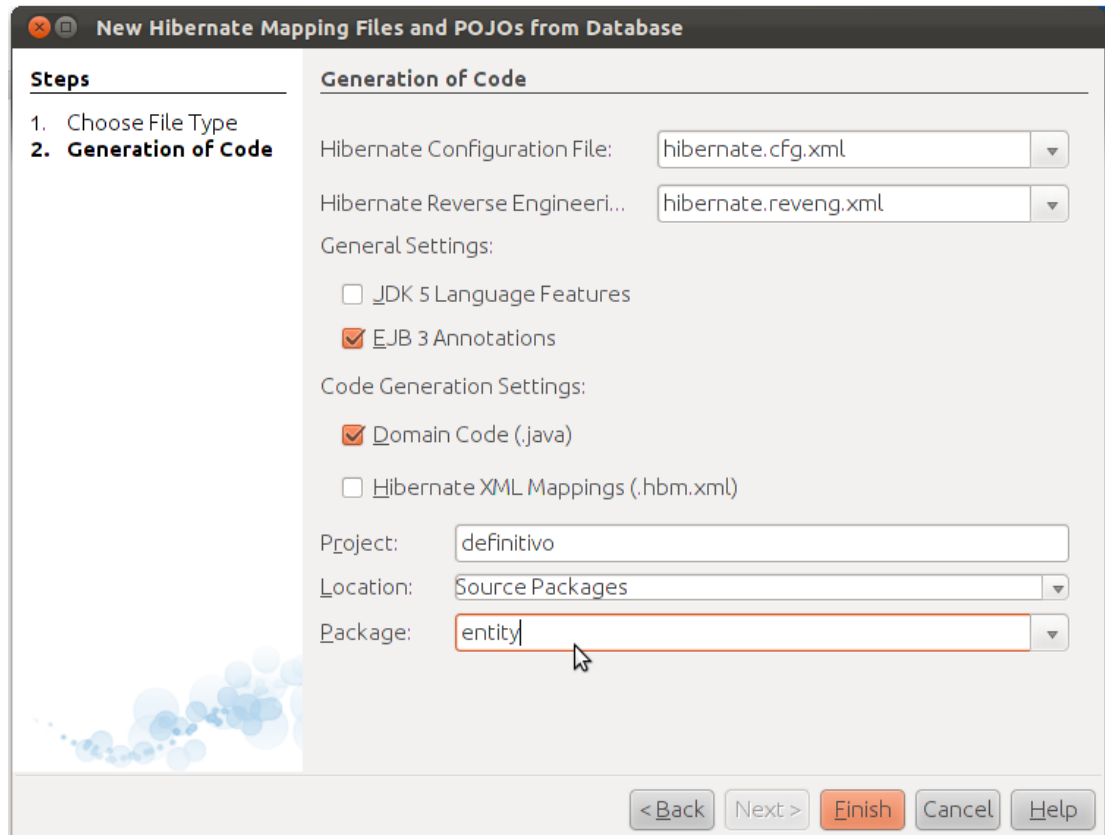 New Hibernate Mapping Files and POJOs from Database
Steps
1. Choose File Type
2. Generation of Code
Generation of Code
Hibernate Configuration File: hibernate.cfg.xml
Hibernate Reverse Engineeri... hibernate.reveng.xml
General Settings:
JDK 5 Language Features
EJB 3 Annotations
Code Generation Settings:
Domain Code (.java)
Hibernate XML Mappings (.hbm.xml)
Project: definitivo
Location: Source Packages
Package: entity
< Back Next > Finish Cancel Help